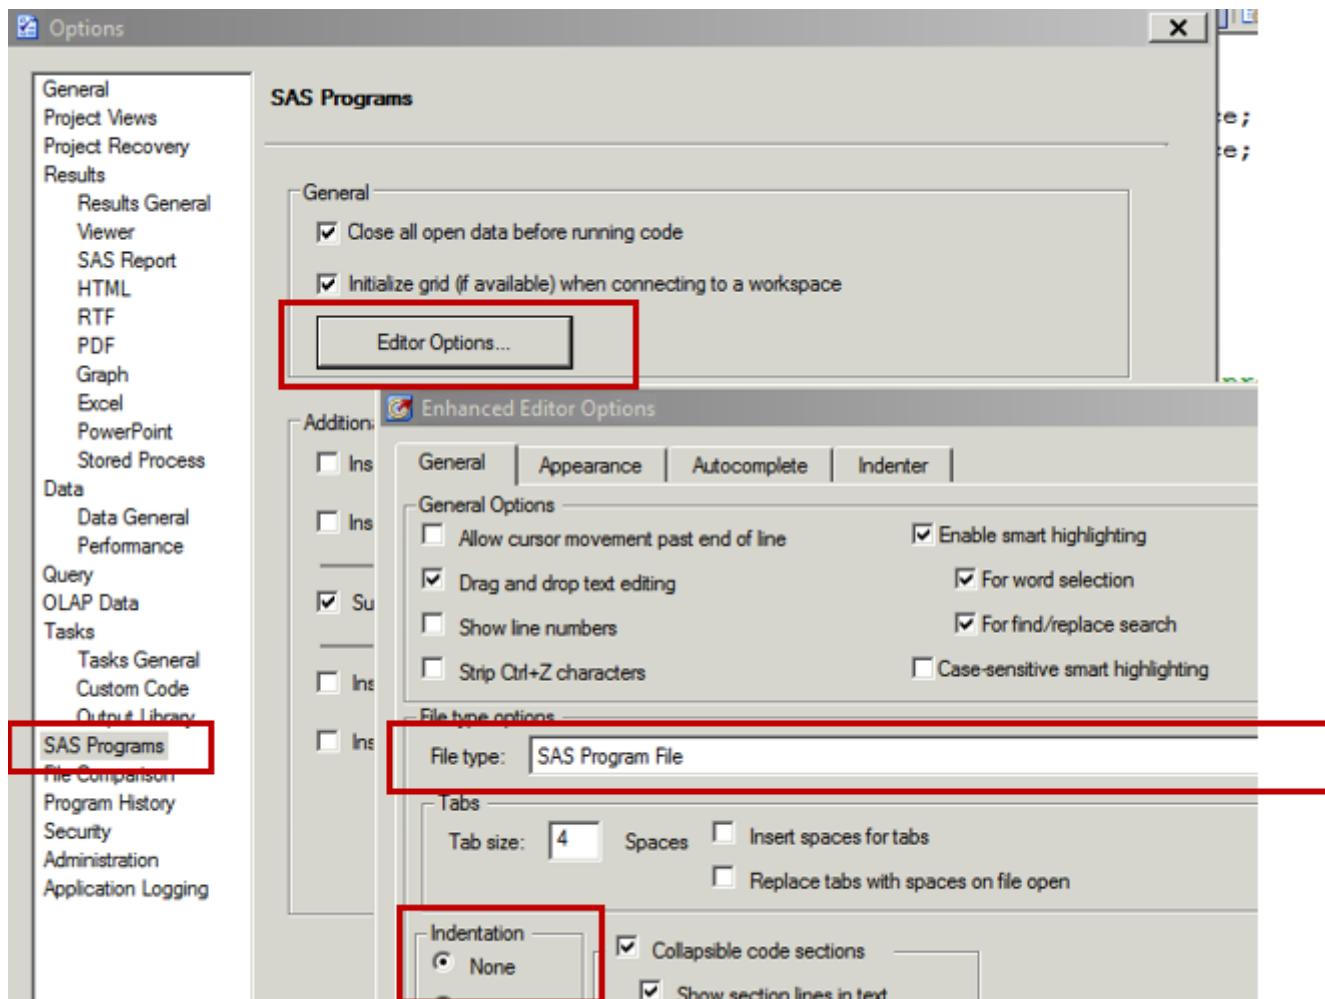 Options
General
Project Views
Project Recovery
Results
Results General
Viewer
SAS Report
HTML
RTF
PDF
Graph
Excel
PowerPoint
Stored Process
Data
Data General
Performance
Query
OLAP Data
Tasks
Tasks General
Custom Code
Output Library
SAS Programs
File Comparison
Program History
Security
Administration
Application Logging
SAS Programs
General
Close all open data before running code
Initialize grid (if available) when connecting to a workspace
Editor Options...
Enhanced Editor Options
General Appearance Autocomplete Indenter
General Options
Allow cursor movement past end of line
Drag and drop text editing
Show line numbers
Strip Ctrl+Z characters
Enable smart highlighting
For word selection
For find/replace search
Case-sensitive smart highlighting
File type options
File type: SAS Program File
Tabs
Tab size: 4 Spaces
Insert spaces for tabs
Replace tabs with spaces on file open
Indentation
None
Collapsible code sections
Show section lines in text